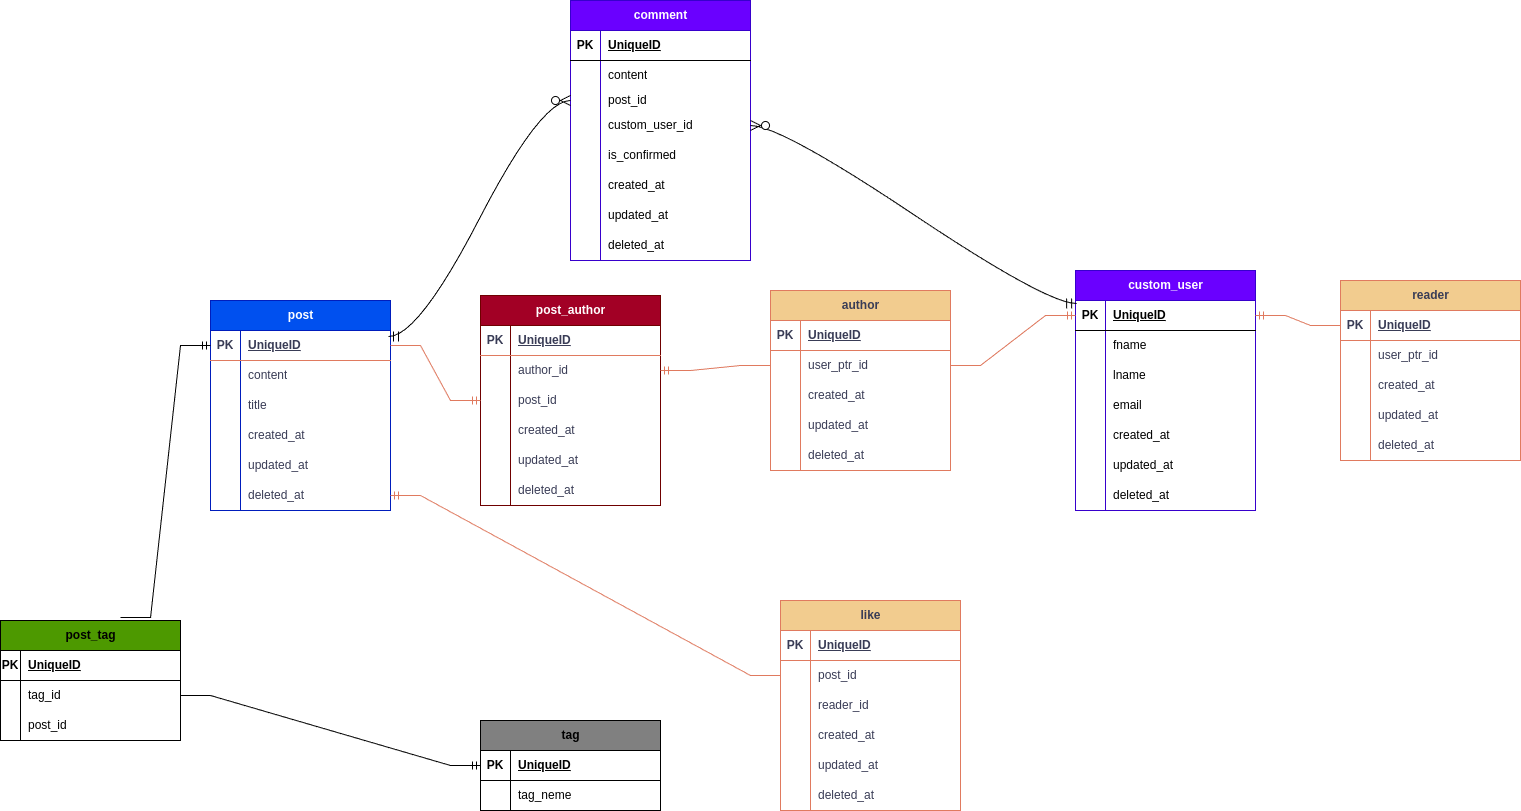 comment
PK UniqueID
content
post_id
custom_user_id
is_confirmed
created_at
updated_at
deleted_at
post
PK UniqueID
content
title
created_at
updated_at
deleted_at
post_author
PK UniqueID
author_id
post_id
created_at
updated_at
deleted_at
author
PK UniqueID
user_ptr_id
created_at
updated_at
deleted_at
custom_user
PK UniqueID
fname
lname
email
created_at
updated_at
deleted_at
reader
PK UniqueID
user_ptr_id
created_at
updated_at
deleted_at
post_tag
PK UniqueID
tag_id
post_id
tag
PK UniqueID
tag_neme
like
PK UniqueID
post_id
reader_id
created_at
updated_at
deleted_at